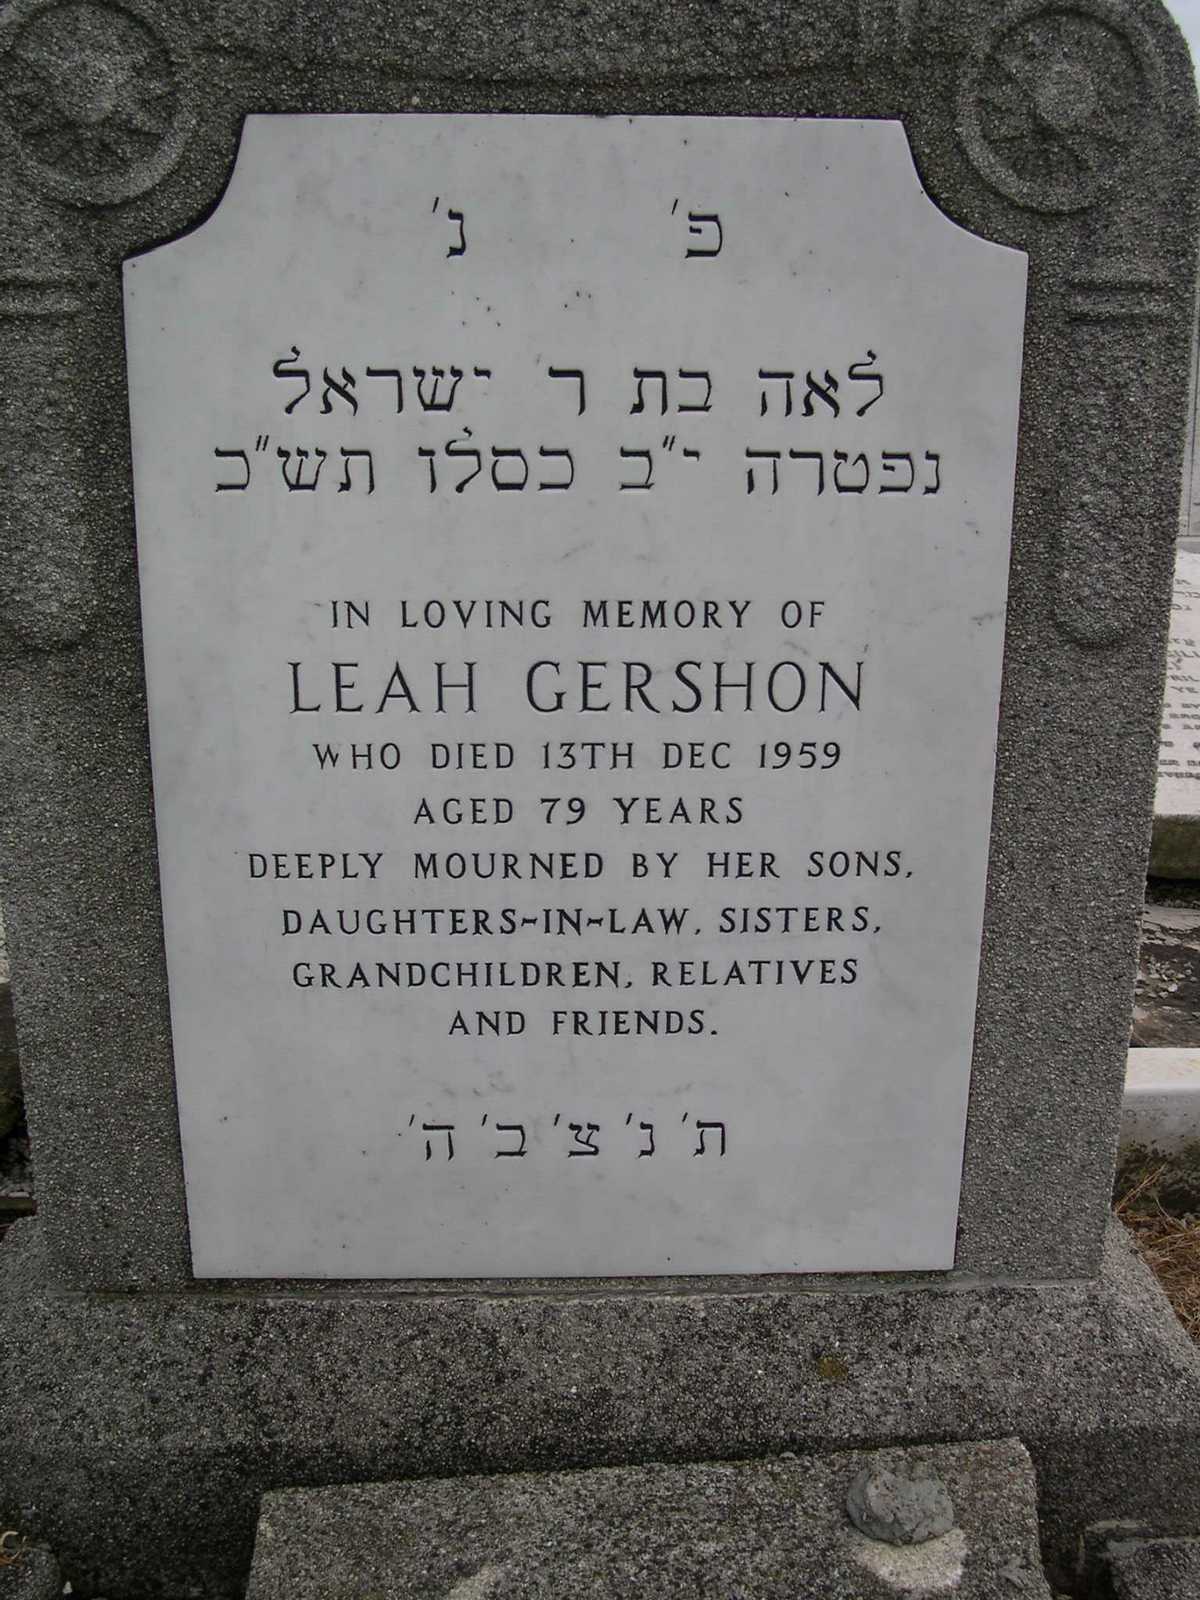 פ' נ'
לאה בת ר ישראל
נפטרה י"ב כסלו תש"כ
IN LOVING MEMORY OF
LEAH GERSHON
WHO DIED 13TH DEC 1959
AGED 79 YEARS
DEEPLY MOURNED BY HER SONS,
DAUGHTERS-IN-LAW, SISTERS,
GRANDCHILDREN, RELATIVES
AND FRIENDS.
ת' נ' צ' ב' ה'